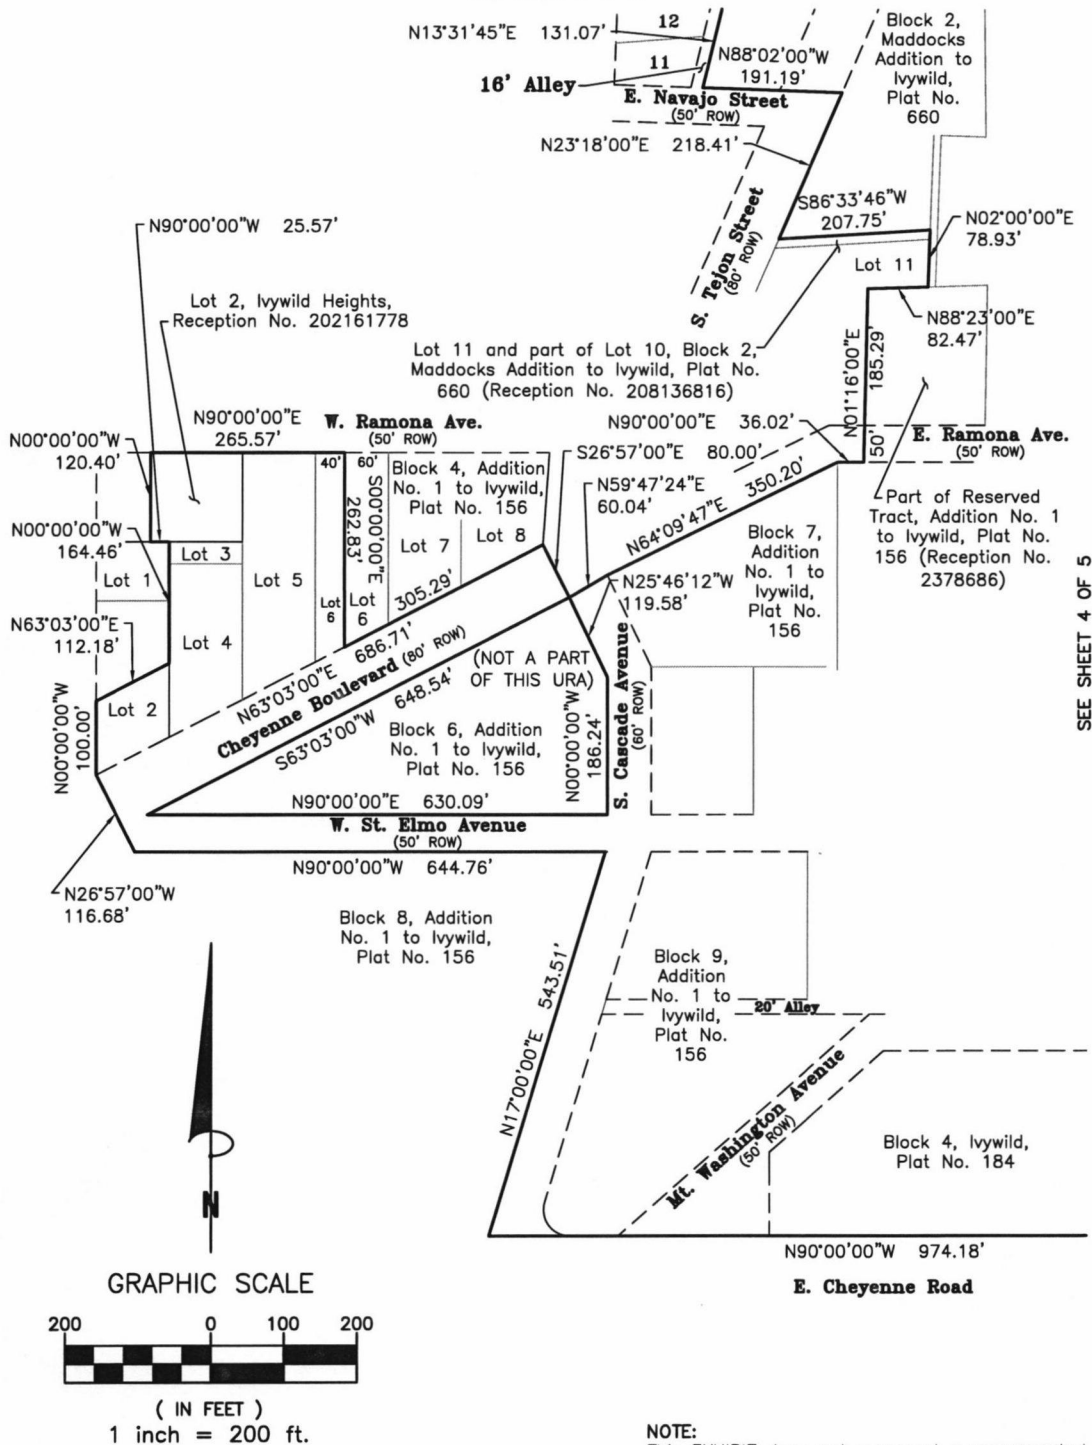 12
N13°31'45"E 131.07'
11
N88°02'00"W
191.19'
16' Alley
E. Navajo Street
(50' ROW)
Block 2,
Maddocks
Addition to
Ivywild,
Plat No.
660
N23°18'00"E 218.41'
S. Tejon Street
(80' ROW)
S86°33'46"W
207.75'
N02°00'00"E
78.93'
Lot 11
N88°23'00"E
82.47'
N90°00'00"W 25.57'
Lot 2, Ivywild Heights,
Reception No. 202161778
Lot 11 and part of Lot 10, Block 2,
Maddocks Addition to Ivywild, Plat No.
660 (Reception No. 208136816)
N01°16'00"E
185.29'
50'
N90°00'00"E
265.57'
W. Ramona Ave.
(50' ROW)
N90°00'00"E 36.02'
E. Ramona Ave.
(50' ROW)
N00°00'00"W
120.40'
40'
60'
S00°00'00"E
262.83'
Block 4, Addition
No. 1 to Ivywild,
Plat No. 156
S26°57'00"E 80.00'
N59°47'24"E
60.04'
N64°09'47"E 350.20'
Part of Reserved
Tract, Addition No. 1
to Ivywild, Plat No.
156 (Reception No.
2378686)
N00°00'00"W
164.46'
Lot 1
Lot 3
Lot 5
Lot 6
Lot 6
Lot 7
Lot 8
305.29'
Block 7,
Addition
No. 1 to
Ivywild,
Plat No.
156
N25°46'12"W
119.58'
N63°03'00"E
112.18'
Lot 4
Lot 2
N63°03'00"E 686.71'
Cheyenne Boulevard (80' ROW)
S63°03'00"W 648.54'
(NOT A PART
OF THIS URA)
N00°00'00"W
100.00'
Block 6, Addition
No. 1 to Ivywild,
Plat No. 156
N00°00'00"W
186.24'
S. Cascade Avenue
(60' ROW)
SEE SHEET 4 OF 5
N90°00'00"E 630.09'
W. St. Elmo Avenue
(50' ROW)
N90°00'00"W 644.76'
N26°57'00"W
116.68'
Block 8, Addition
No. 1 to Ivywild,
Plat No. 156
N17°00'00"E 543.51'
Block 9,
Addition
No. 1 to
Ivywild,
Plat No.
156
20' Alley
Mt. Washington Avenue
(50' ROW)
Block 4, Ivywild,
Plat No. 184
N90°00'00"W 974.18'
E. Cheyenne Road
N
GRAPHIC SCALE
200 0 100 200
( IN FEET )
1 inch = 200 ft.
NOTE: